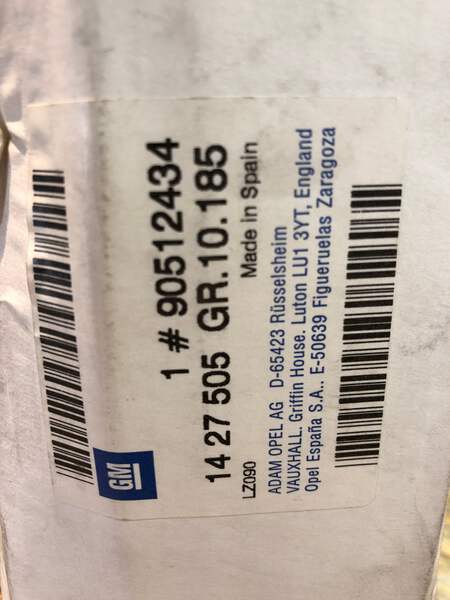 GM
1 # 90512434
14 27 505 GR.10.185
LZ090 Made in Spain
ADAM OPEL AG D-65423 Rüsselsheim
VAUXHALL. Griffin House. Luton LU1 3YT, England
Opel España S.A.. E-50639 Figueruelas Zaragoza